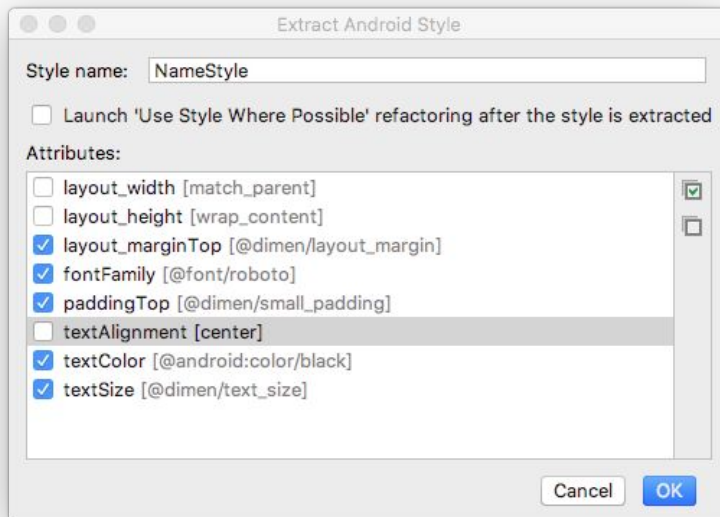 Extract Android Style
Style name: NameStyle
Launch 'Use Style Where Possible' refactoring after the style is extracted
Attributes:
layout_width [match_parent]
layout_height [wrap_content]
layout_marginTop [@dimen/layout_margin]
fontFamily [@font/roboto]
paddingTop [@dimen/small_padding]
textAlignment [center]
textColor [@android:color/black]
textSize [@dimen/text_size]
Cancel OK